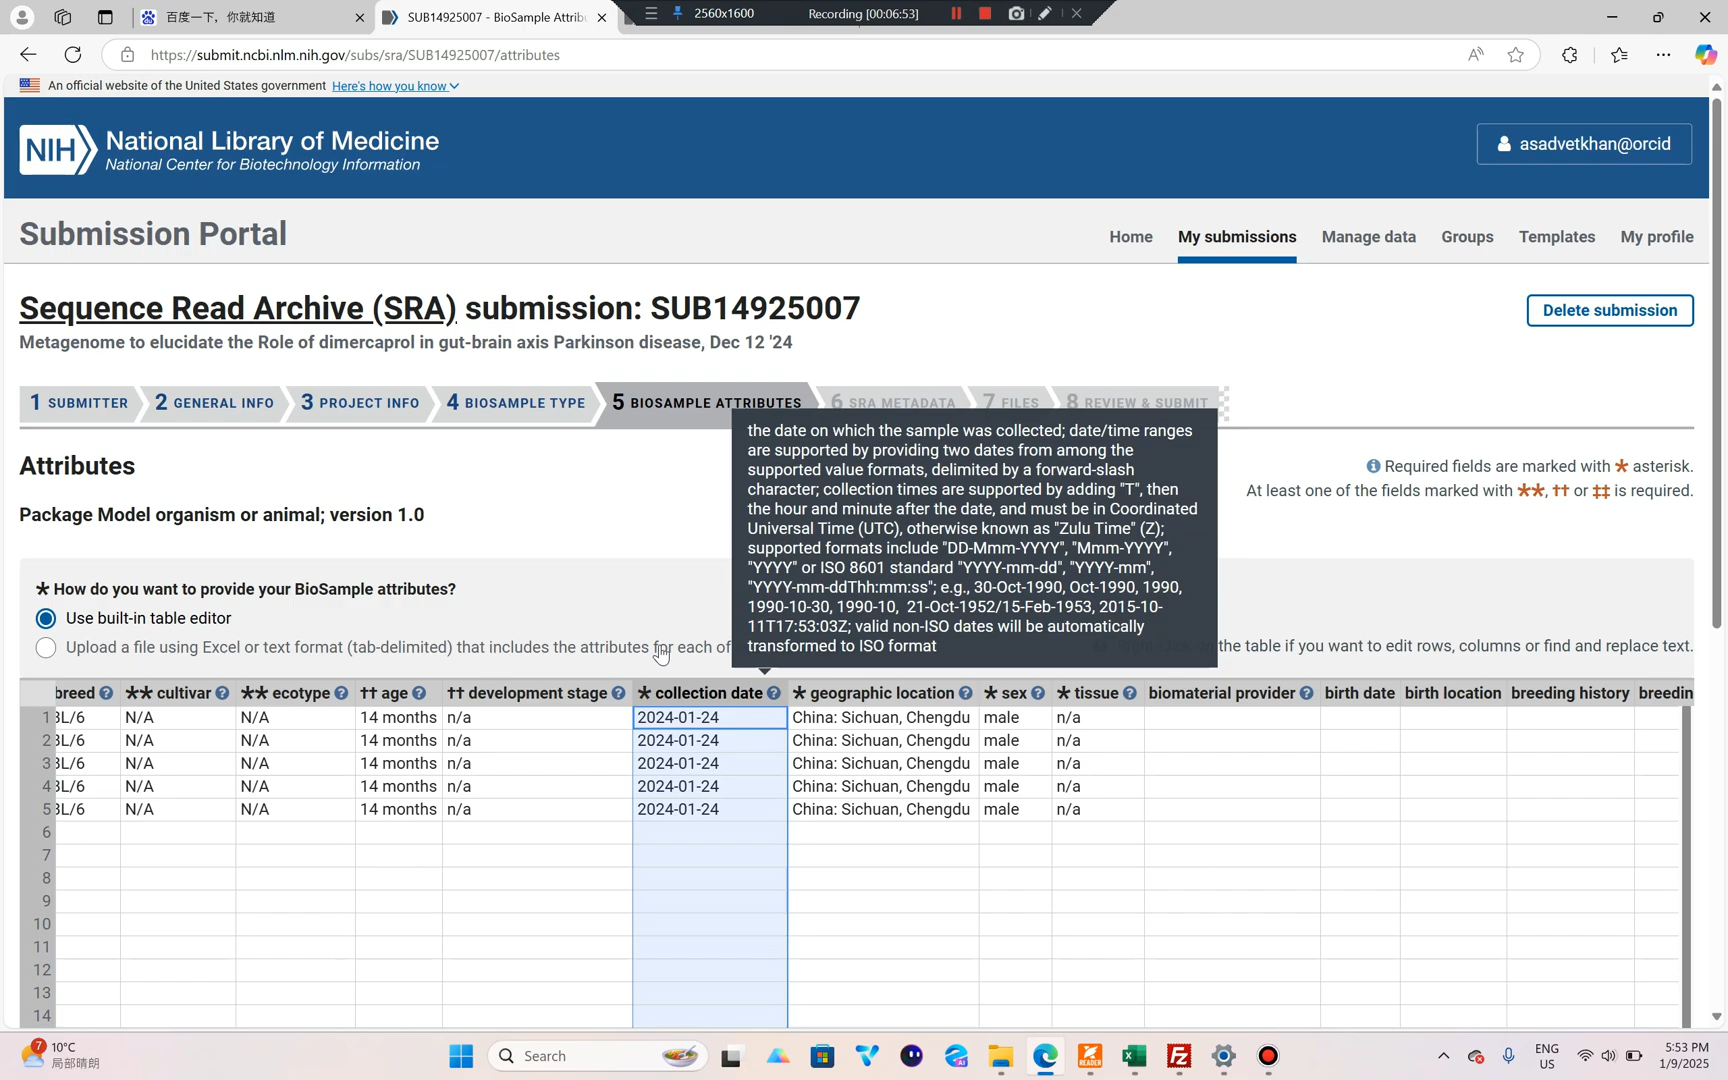 百度一下，你就知道
SUB14925007 - BioSample Attribu
2560x1600
Recording [00:06:53]
https://submit.ncbi.nlm.nih.gov/subs/sra/SUB14925007/attributes
An official website of the United States government Here's how you know
NIH
National Library of Medicine
National Center for Biotechnology Information
asadvetkhan@orcid
Submission Portal
Home My submissions Manage data Groups Templates My profile
Sequence Read Archive (SRA) submission: SUB14925007
Delete submission
Metagenome to elucidate the Role of dimercaprol in gut-brain axis Parkinson disease, Dec 12 '24
1 SUBMITTER 2 GENERAL INFO 3 PROJECT INFO 4 BIOSAMPLE TYPE 5 BIOSAMPLE ATTRIBUTES 6 SRA METADATA 7 FILES 8 REVIEW & SUBMIT
the date on which the sample was collected; date/time ranges
are supported by providing two dates from among the
supported value formats, delimited by a forward-slash
character; collection times are supported by adding "T", then
the hour and minute after the date, and must be in Coordinated
Universal Time (UTC), otherwise known as "Zulu Time" (Z);
supported formats include "DD-Mmm-YYYY", "Mmm-YYYY",
"YYYY" or ISO 8601 standard "YYYY-mm-dd", "YYYY-mm",
"YYYY-mm-ddThh:mm:ss"; e.g., 30-Oct-1990, Oct-1990, 1990,
1990-10-30, 1990-10, 21-Oct-1952/15-Feb-1953, 2015-10-
11T17:53:03Z; valid non-ISO dates will be automatically
transformed to ISO format
Attributes
Required fields are marked with * asterisk.
At least one of the fields marked with **, †† or ‡‡ is required.
Package Model organism or animal; version 1.0
* How do you want to provide your BioSample attributes?
Use built-in table editor
Upload a file using Excel or text format (tab-delimited) that includes the attributes for each of
the table if you want to edit rows, columns or find and replace text.
breed ** cultivar ** ecotype †† age †† development stage * collection date * geographic location * sex * tissue biomaterial provider birth date birth location breeding history breedin
1 3L/6 N/A N/A 14 months n/a 2024-01-24 China: Sichuan, Chengdu male n/a
2 3L/6 N/A N/A 14 months n/a 2024-01-24 China: Sichuan, Chengdu male n/a
3 3L/6 N/A N/A 14 months n/a 2024-01-24 China: Sichuan, Chengdu male n/a
4 3L/6 N/A N/A 14 months n/a 2024-01-24 China: Sichuan, Chengdu male n/a
5 3L/6 N/A N/A 14 months n/a 2024-01-24 China: Sichuan, Chengdu male n/a
6
7
8
9
10
11
12
13
14
7
10°C
局部晴朗
Search
READER
ENG
US
5:53 PM
1/9/2025